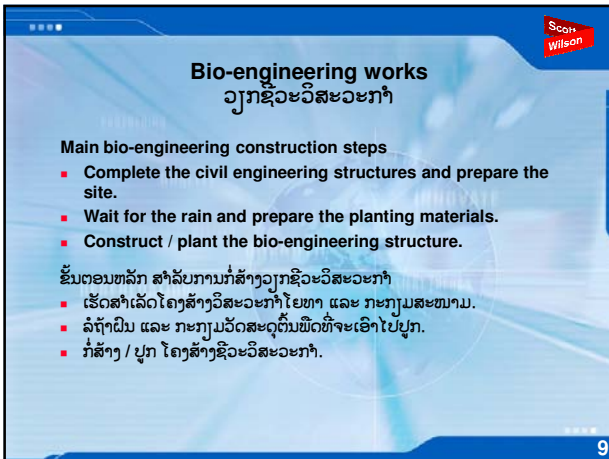 Scott
Wilson
Bio-engineering works
ວຽກຊີວະວິສະວະກຳ
Main bio-engineering construction steps
Complete the civil engineering structures and prepare the
site.
Wait for the rain and prepare the planting materials.
Construct / plant the bio-engineering structure.
ຂັ້ນຕອນຫລັກ ສຳລັບການກໍ່ສ້າງວຽກຊີວະວິສະວະກຳ
ເຮັດສຳເລັດໂຄງສ້າງວິສະວະກຳໂຍທາ ແລະ ກະກຽມສະໜາມ.
ລໍຖ້າຝົນ ແລະ ກະກຽມວັດສະດຸຕົ້ນພືດທີ່ຈະເອົາໄປປູກ.
ກໍ່ສ້າງ / ປູກ ໂຄງສ້າງຊີວະວິສະວະກຳ.
9